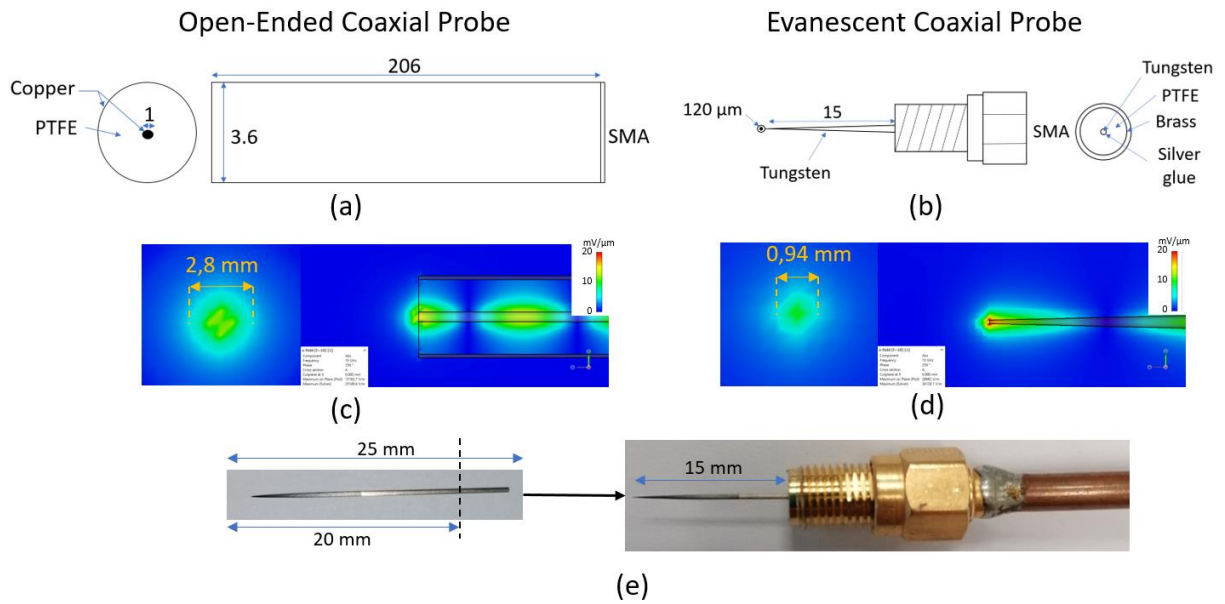 Open-Ended Coaxial Probe
Evanescent Coaxial Probe
206
Copper
1
PTFE
3.6
SMA
(a)
120 µm
15
Tungsten
SMA
Tungsten
PTFE
Brass
Silver
glue
(b)
2,8 mm
mV/µm
20
10
0
(c)
0,94 mm
mV/µm
20
10
0
(d)
25 mm
20 mm
15 mm
(e)